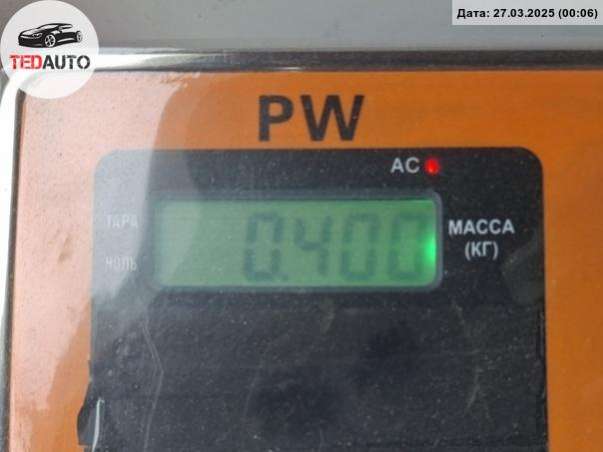 Дата: 27.03.2025 (00:06)
TEDAUTO
PW
AC
ТАРА
0.400
МАССА
(КГ)
НОЛЬ